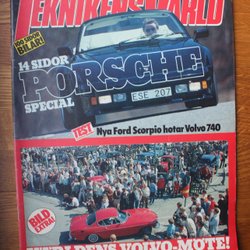 TEKNIKENS VÄRLD
14 SIDOR
PORSCHE
SPECIAL
ESE 207
TEST
Nya Ford Scorpio hotar Volvo 740
BILD
EXTRA!
VÄRLDENS VOLVO-MÖTE!